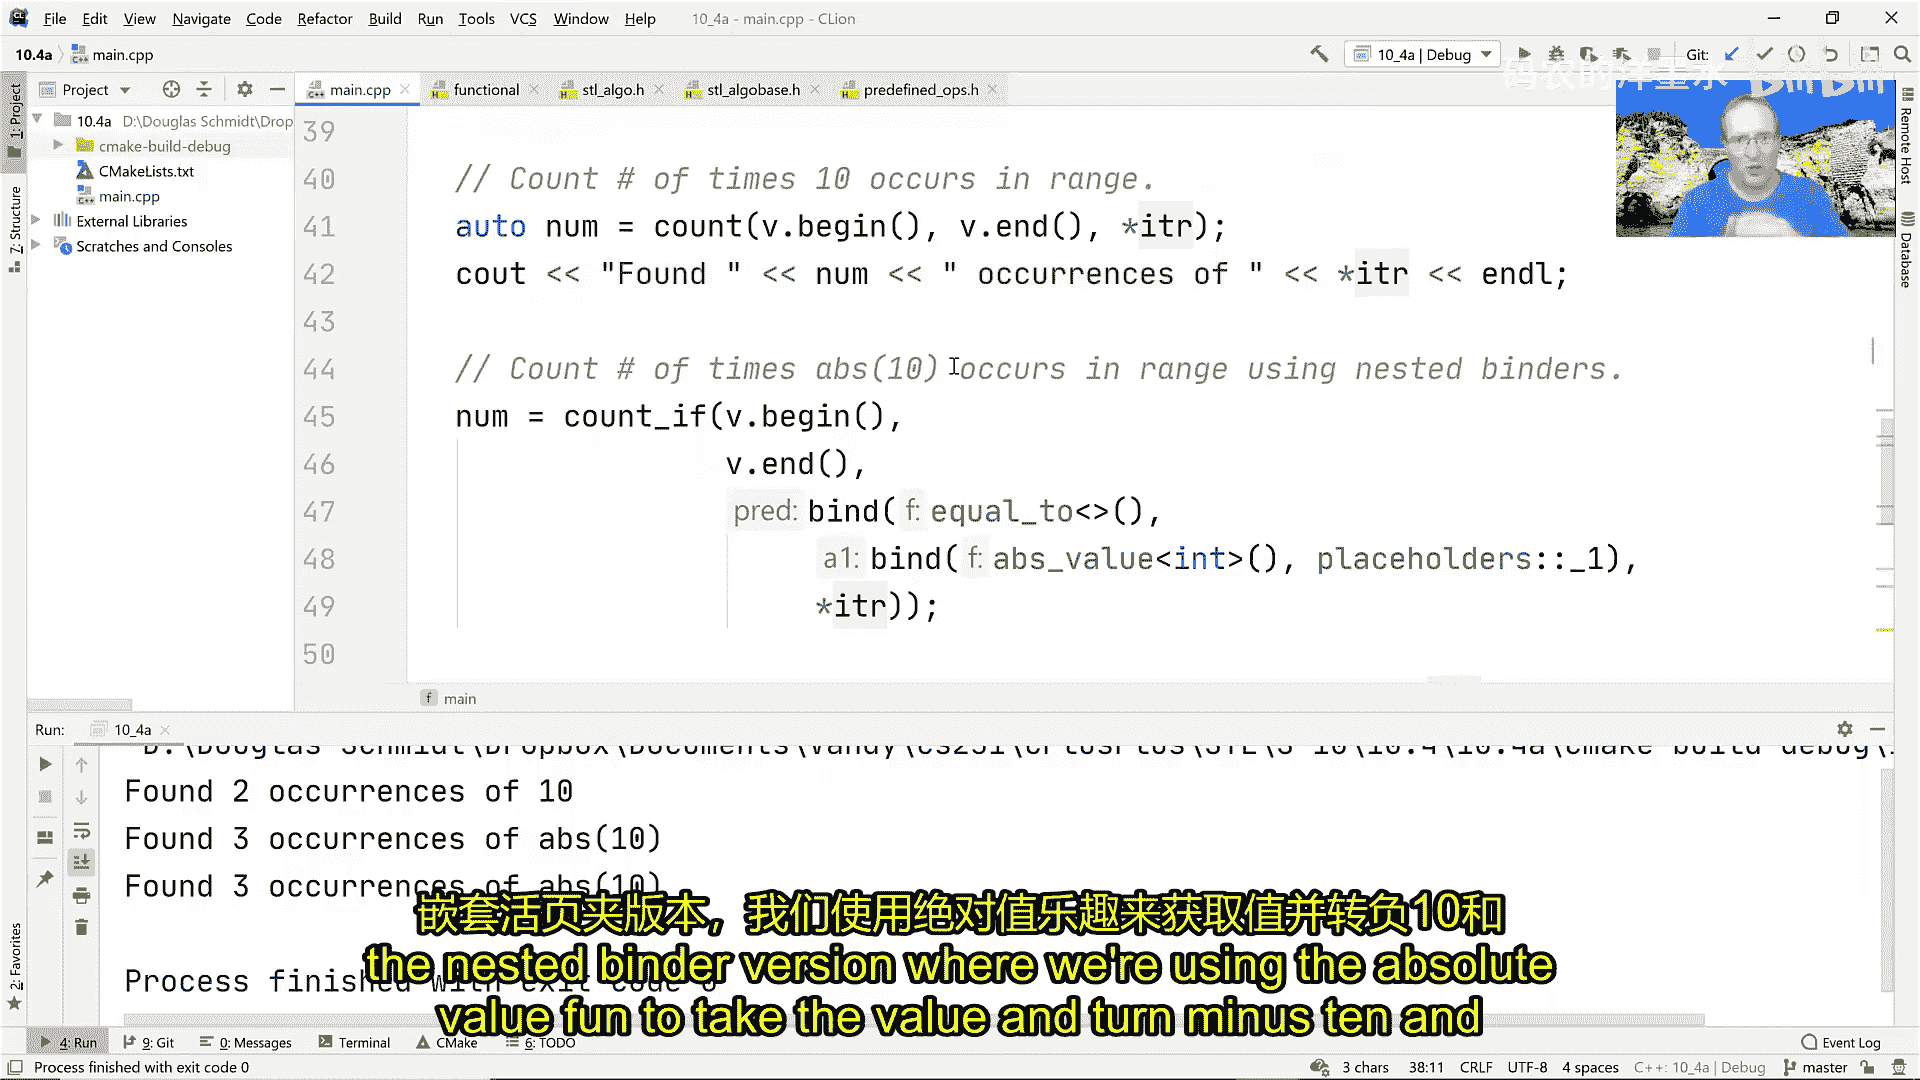 File Edit View Navigate Code Refactor Build Run Tools VCS Window Help 10_4a - main.cpp - CLion
10.4a main.cpp 10_4a | Debug Git:
码农的洋墨水 bilibili
1: Project
Project
main.cpp functional stl_algo.h stl_algobase.h predefined_ops.h
10.4a D:\Douglas Schmidt\Drop
cmake-build-debug
CMakeLists.txt
main.cpp
External Libraries
Scratches and Consoles
7: Structure
Remote Host
Database
39
40 // Count # of times 10 occurs in range.
41 auto num = count(v.begin(), v.end(), *itr);
42 cout << "Found " << num << " occurrences of " << *itr << endl;
43
44 // Count # of times abs(10) occurs in range using nested binders.
45 num = count_if(v.begin(),
46 v.end(),
47 pred: bind( f: equal_to<>(),
48 a1: bind( f: abs_value<int>(), placeholders::_1),
49 *itr));
50
f main
Run: 10_4a
Found 2 occurrences of 10
Found 3 occurrences of abs(10)
Found 3 occurrences of abs(10)
Process finished with exit code 0
嵌套活页夹版本，我们使用绝对值乐趣来获取值并转负10和
the nested binder version where we're using the absolute
value fun to take the value and turn minus ten and
2: Favorites
4: Run 9: Git 0: Messages Terminal CMake 6: TODO Event Log
Process finished with exit code 0 3 chars 38:11 CRLF UTF-8 4 spaces C++: 10_4a | Debug master